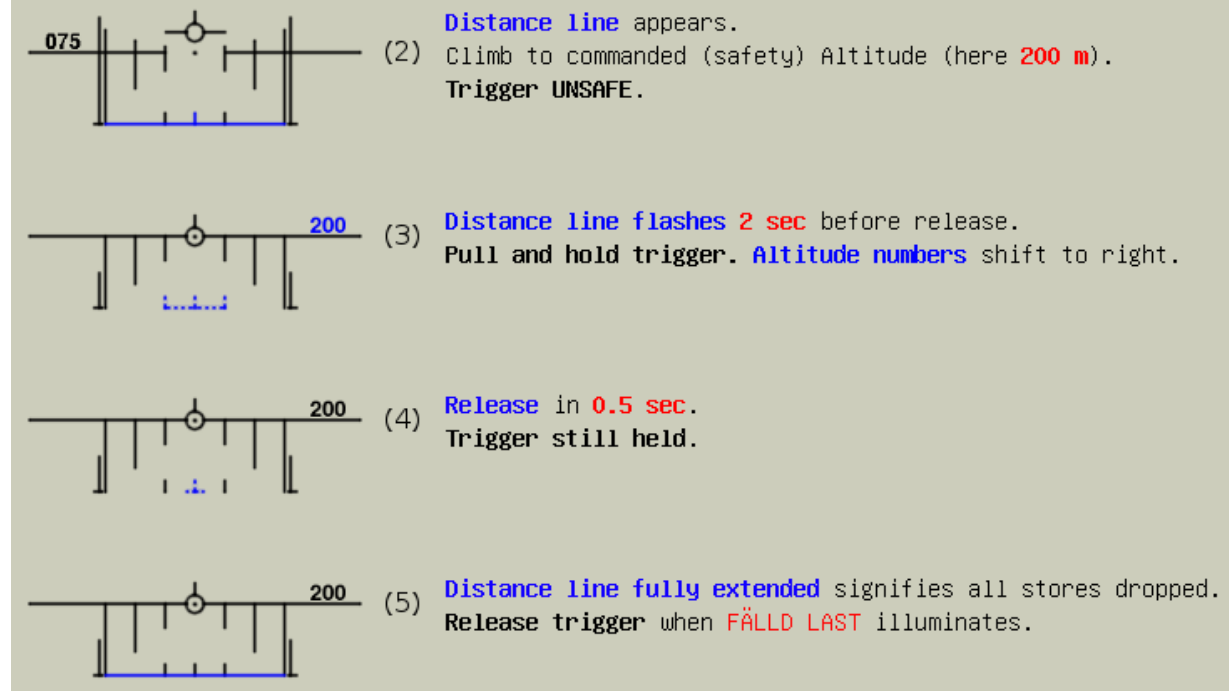 075
(2)
Distance line appears.
Climb to commanded (safety) Altitude (here 200 m).
Trigger UNSAFE.
200
(3)
Distance line flashes 2 sec before release.
Pull and hold trigger. Altitude numbers shift to right.
200
(4)
Release in 0.5 sec.
Trigger still held.
200
(5)
Distance line fully extended signifies all stores dropped.
Release trigger when FÄLLD LAST illuminates.